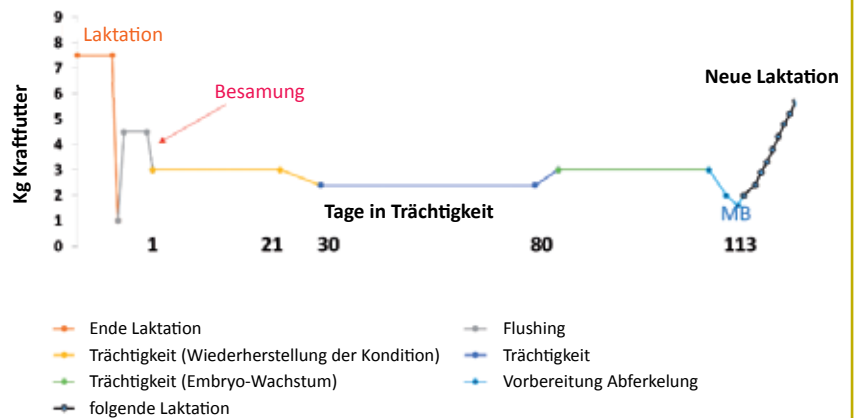 9
Laktation
8
7
Neue Laktation
6
Besamung
5
4
3
2
1
0
Kg Kraftfutter
Tage in Trächtigkeit
MB
1 21 30 80 113
Ende Laktation
Flushing
Trächtigkeit (Wiederherstellung der Kondition)
Trächtigkeit
Trächtigkeit (Embryo-Wachstum)
Vorbereitung Abferkelung
folgende Laktation